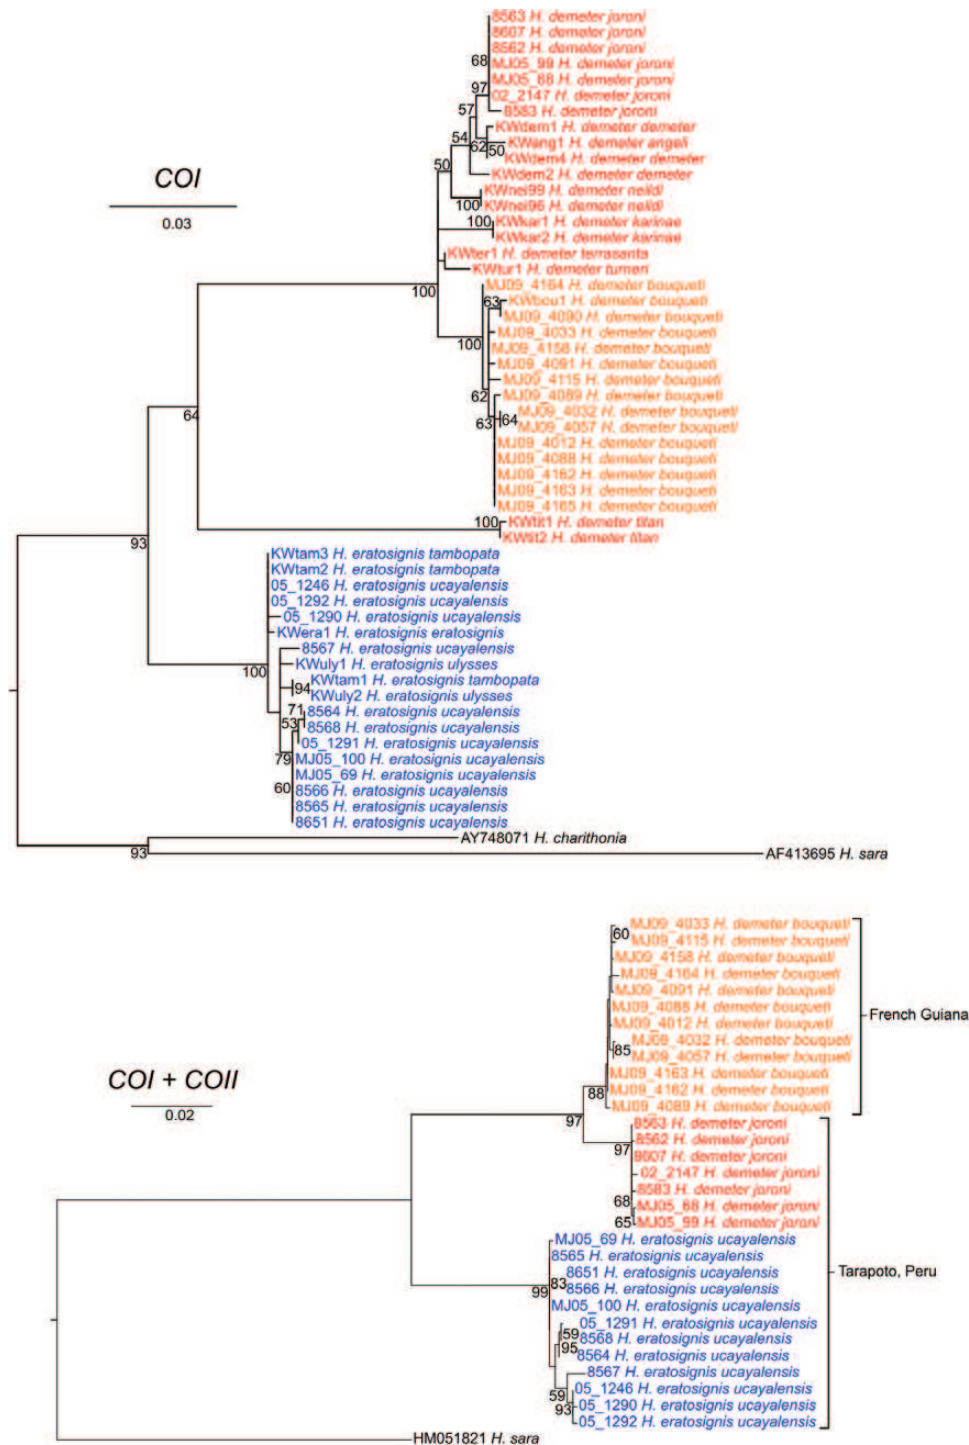 8563 H. demeter joroni
8607 H. demeter joroni
8562 H. demeter joroni
68
MJ05_99 H. demeter joroni
MJ05_68 H. demeter joroni
97
02_2147 H. demeter joroni
57
8583 H. demeter joroni
KWdem1 H. demeter demeter
54
62
KWang1 H. demeter angeli
50
KWdem4 H. demeter demeter
50
KWdem2 H. demeter demeter
COI
KWnei99 H. demeter neildi
100
KWnei96 H. demeter neildi
0.03
100
KWkar1 H. demeter karinae
KWkar2 H. demeter karinae
KWter1 H. demeter terrasanta
KWtur1 H. demeter turneri
100
MJ09_4164 H. demeter bouqueti
63
KWbou1 H. demeter bouqueti
MJ09_4090 H. demeter bouqueti
MJ09_4033 H. demeter bouqueti
100
MJ09_4158 H. demeter bouqueti
MJ09_4091 H. demeter bouqueti
MJ09_4115 H. demeter bouqueti
62
MJ09_4089 H. demeter bouqueti
MJ09_4032 H. demeter bouqueti
64
63
MJ09_4057 H. demeter bouqueti
64
MJ09_4012 H. demeter bouqueti
MJ09_4088 H. demeter bouqueti
MJ09_4162 H. demeter bouqueti
MJ09_4163 H. demeter bouqueti
MJ09_4165 H. demeter bouqueti
100
KWtit1 H. demeter titan
KWtit2 H. demeter titan
93
KWtam3 H. eratosignis tambopata
KWtam2 H. eratosignis tambopata
05_1246 H. eratosignis ucayalensis
05_1292 H. eratosignis ucayalensis
05_1290 H. eratosignis ucayalensis
KWera1 H. eratosignis eratosignis
8567 H. eratosignis ucayalensis
KWuly1 H. eratosignis ulysses
100
KWtam1 H. eratosignis tambopata
94
KWuly2 H. eratosignis ulysses
71
8564 H. eratosignis ucayalensis
53
8568 H. eratosignis ucayalensis
05_1291 H. eratosignis ucayalensis
79
MJ05_100 H. eratosignis ucayalensis
MJ05_69 H. eratosignis ucayalensis
60
8566 H. eratosignis ucayalensis
8565 H. eratosignis ucayalensis
8651 H. eratosignis ucayalensis
AY748071 H. charithonia
93
AF413695 H. sara
MJ09_4033 H. demeter bouqueti
60
MJ09_4115 H. demeter bouqueti
MJ09_4158 H. demeter bouqueti
MJ09_4164 H. demeter bouqueti
MJ09_4091 H. demeter bouqueti
MJ09_4088 H. demeter bouqueti
French Guiana
MJ09_4012 H. demeter bouqueti
MJ09_4032 H. demeter bouqueti
85
MJ09_4057 H. demeter bouqueti
COI + COII
MJ09_4163 H. demeter bouqueti
88
MJ09_4162 H. demeter bouqueti
0.02
MJ09_4089 H. demeter bouqueti
97
8563 H. demeter joroni
8562 H. demeter joroni
97
8607 H. demeter joroni
02_2147 H. demeter joroni
8583 H. demeter joroni
68
MJ05_68 H. demeter joroni
65
MJ05_99 H. demeter joroni
MJ05_69 H. eratosignis ucayalensis
8565 H. eratosignis ucayalensis
Tarapoto, Peru
8651 H. eratosignis ucayalensis
83
99
8566 H. eratosignis ucayalensis
MJ05_100 H. eratosignis ucayalensis
05_1291 H. eratosignis ucayalensis
59
8568 H. eratosignis ucayalensis
95
8564 H. eratosignis ucayalensis
8567 H. eratosignis ucayalensis
59
05_1246 H. eratosignis ucayalensis
93
05_1290 H. eratosignis ucayalensis
05_1292 H. eratosignis ucayalensis
HM051821 H. sara